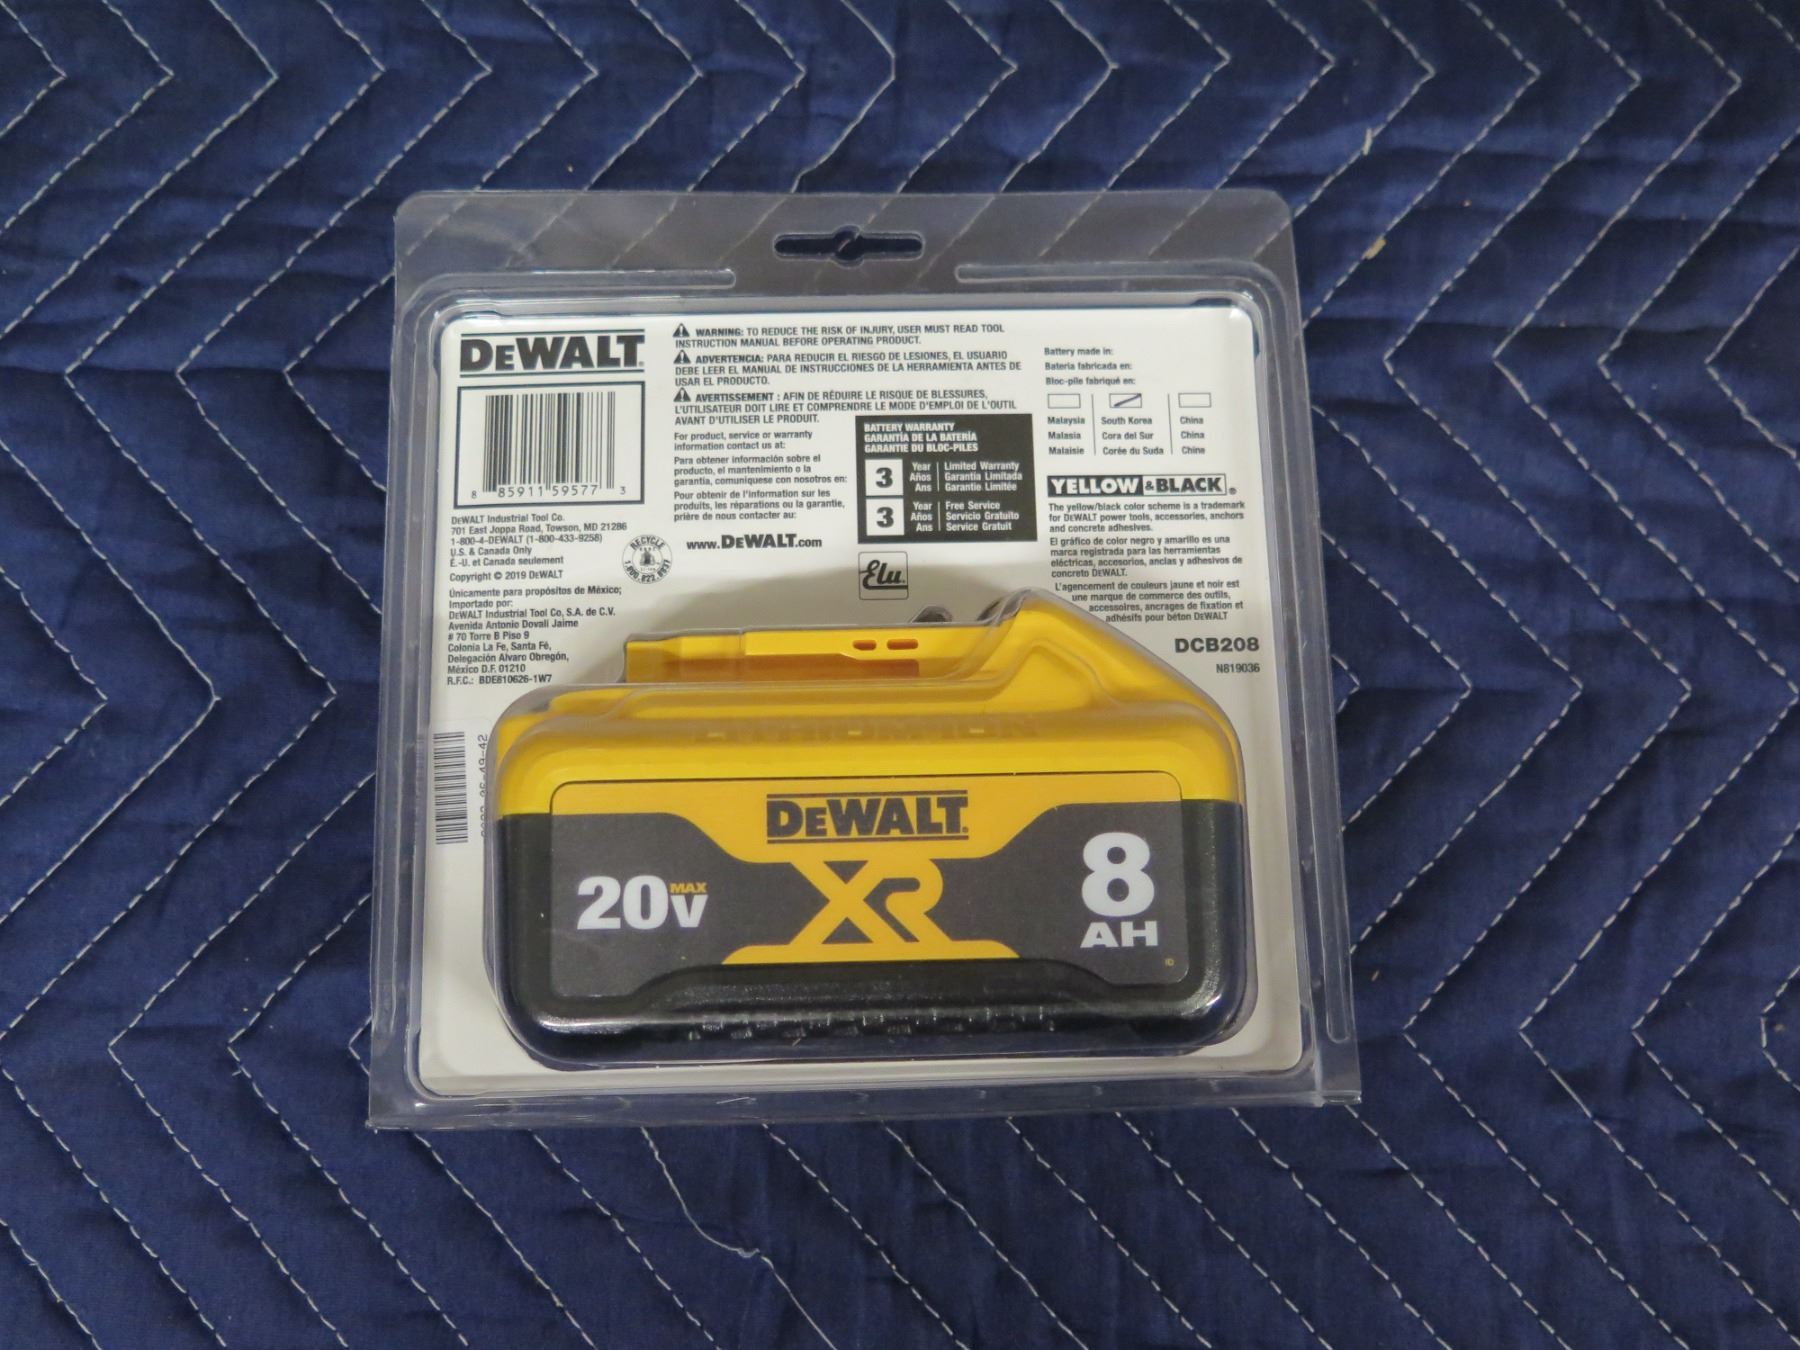 DEWALT
8 85911 59577 3
DEWALT Industrial Tool Co.
701 East Joppa Road, Towson, MD 21286
1-800-4-DEWALT (1-800-433-9258)
U.S. & Canada Only
É.-U. et Canada seulement
Copyright © 2019 DEWALT
Únicamente para propósitos de México;
Importado por:
DEWALT Industrial Tool Co, S.A. de C.V.
Avenida Antonio Dovalí Jaime
# 70 Torre B Piso 9
Colonia La Fe, Santa Fé,
Delegación Alvaro Obregón,
México D.F. 01210
R.F.C.: BDE810626-1W7
RECYCLE
1.800.822.8837
WARNING: TO REDUCE THE RISK OF INJURY, USER MUST READ TOOL
INSTRUCTION MANUAL BEFORE OPERATING PRODUCT.
ADVERTENCIA: PARA REDUCIR EL RIESGO DE LESIONES, EL USUARIO
DEBE LEER EL MANUAL DE INSTRUCCIONES DE LA HERRAMIENTA ANTES DE
USAR EL PRODUCTO.
AVERTISSEMENT : AFIN DE RÉDUIRE LE RISQUE DE BLESSURES,
L'UTILISATEUR DOIT LIRE ET COMPRENDRE LE MODE D'EMPLOI DE L'OUTIL
AVANT D'UTILISER LE PRODUIT.
For product, service or warranty
information contact us at:
Para obtener información sobre el
producto, el mantenimiento o la
garantia, comuniquese con nosotros en:
Pour obtenir de l'information sur les
produits, les réparations ou la garantie,
prière de nous contacter au:
www.DEWALT.com
BATTERY WARRANTY
GARANTÍA DE LA BATERÍA
GARANTIE DU BLOC-PILES
3 Year Años Ans
Limited Warranty
Garantia Limitada
Garantie Limitée
3 Year Años Ans
Free Service
Servicio Gratuito
Service Gratuit
Elu.
Battery made in:
Bateria fabricada en:
Bloc-pile fabriqué en:
Malaysia South Korea China
Malasia Cora del Sur China
Malaisie Corée du Suda Chine
YELLOW & BLACK®
The yellow/black color scheme is a trademark
for DEWALT power tools, accessories, anchors
and concrete adhesives.
El gráfico de color negro y amarillo es una
marca registrada para las herramientas
eléctricas, accesorios, anclas y adhesivos de
concreto DEWALT.
L'agencement de couleurs jaune et noir est
une marque de commerce des outils,
accessoires, ancrages de fixation et
adhésifs pour béton DEWALT
DCB208
N819036
DEWALT
XR
20V MAX
8
AH